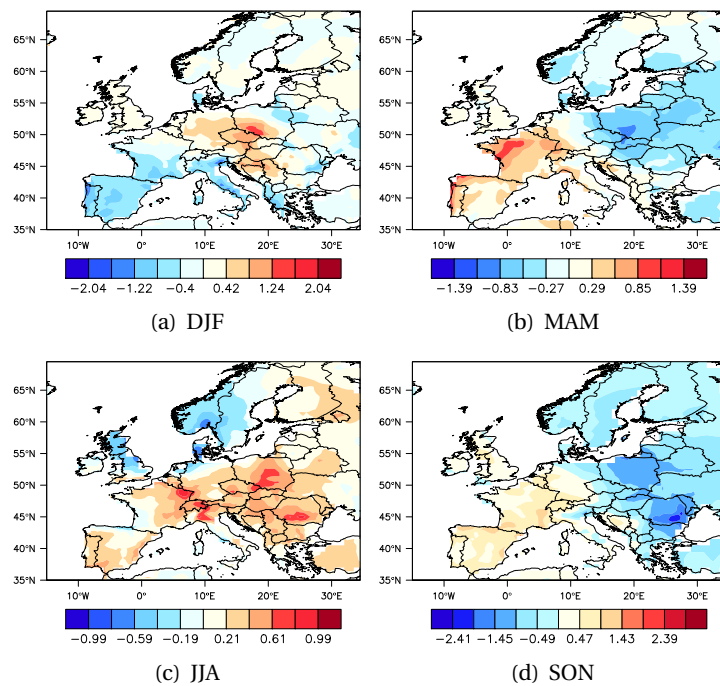 65°N 65°N
60°N 60°N
55°N 55°N
50°N 50°N
45°N 45°N
40°N 40°N
35°N 35°N
10°W 0° 10°E 20°E 30°E 10°W 0° 10°E 20°E 30°E
−2.04 −1.22 −0.4 0.42 1.24 2.04 −1.39 −0.83 −0.27 0.29 0.85 1.39
(a) DJF (b) MAM
65°N 65°N
60°N 60°N
55°N 55°N
50°N 50°N
45°N 45°N
40°N 40°N
35°N 35°N
10°W 0° 10°E 20°E 30°E 10°W 0° 10°E 20°E 30°E
−0.99 −0.59 −0.19 0.21 0.61 0.99 −2.41 −1.45 −0.49 0.47 1.43 2.39
(c) JJA (d) SON